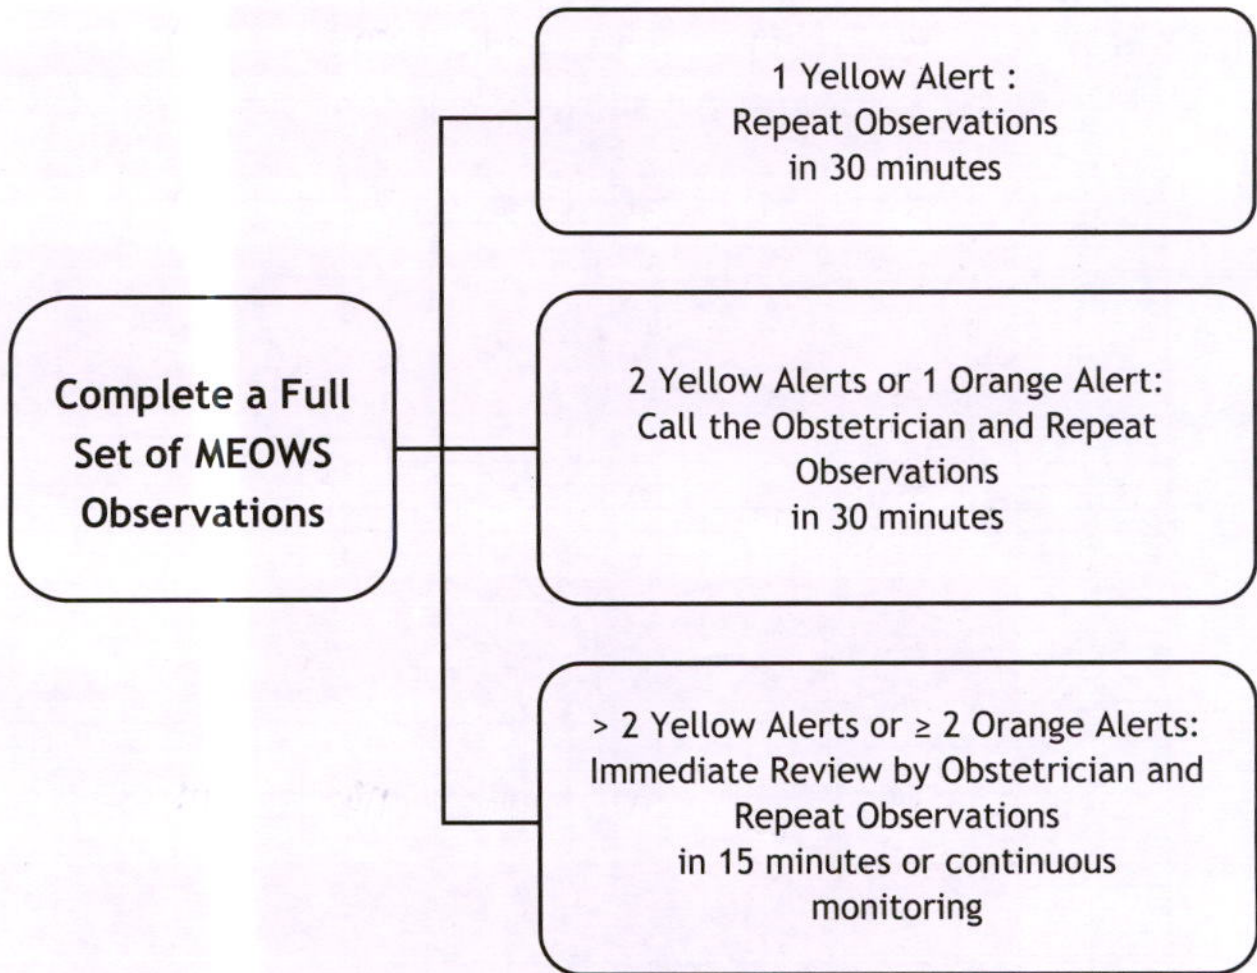 Complete a Full
Set of MEOWS
Observations
1 Yellow Alert :
Repeat Observations
in 30 minutes
2 Yellow Alerts or 1 Orange Alert:
Call the Obstetrician and Repeat
Observations
in 30 minutes
> 2 Yellow Alerts or ≥ 2 Orange Alerts:
Immediate Review by Obstetrician and
Repeat Observations
in 15 minutes or continuous
monitoring